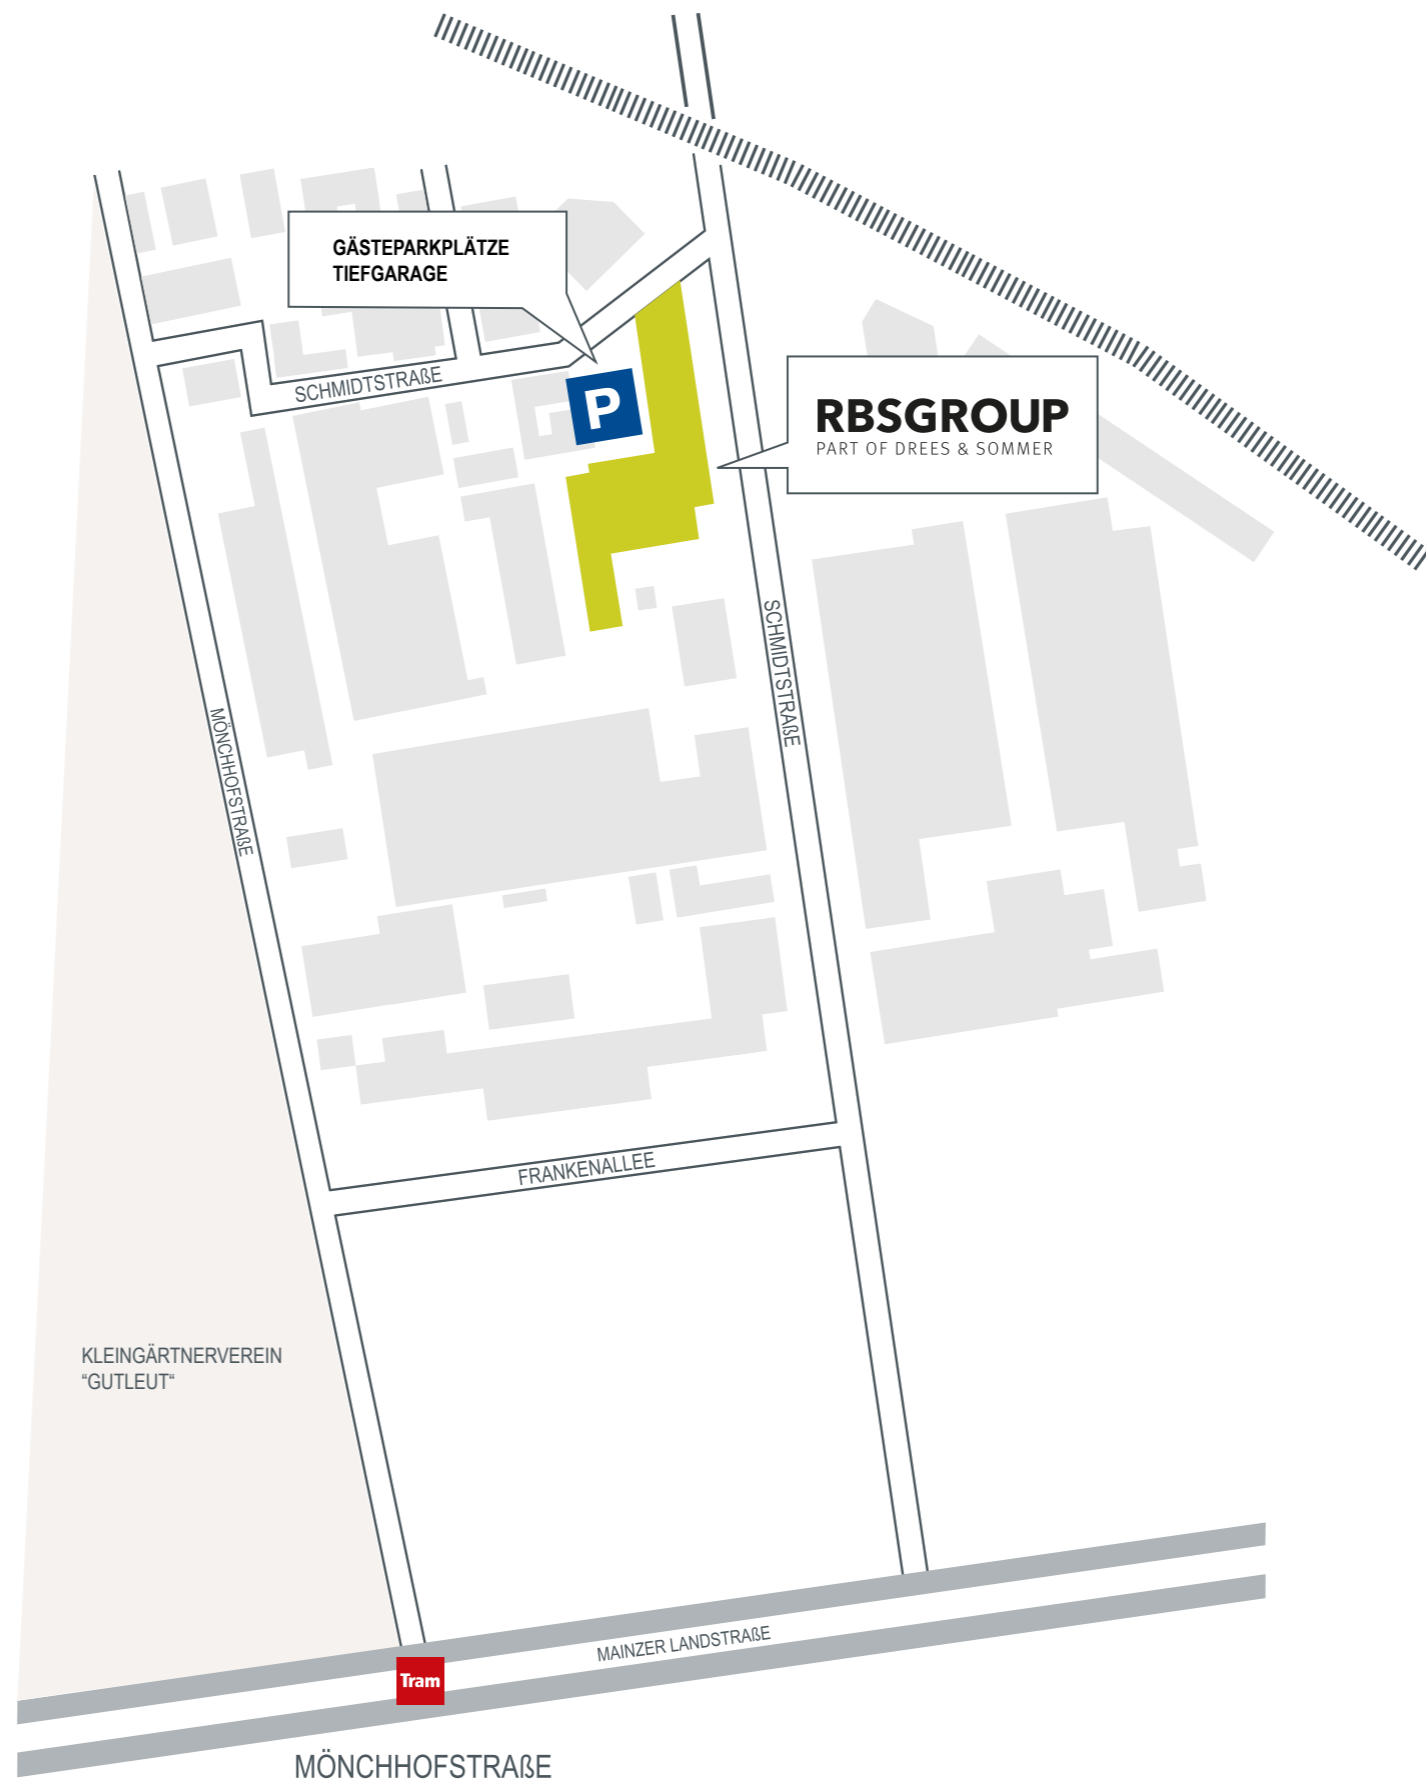 GÄSTEPARKPLÄTZE
TIEFGARAGE
SCHMIDTSTRAßE
P
RBSGROUP
PART OF DREES & SOMMER
SCHMIDTSTRAßE
MÖNCHHOFSTRAßE
FRANKENALLEE
KLEINGÄRTNERVEREIN
"GUTLEUT“
MAINZER LANDSTRAßE
Tram
MÖNCHHOFSTRAßE